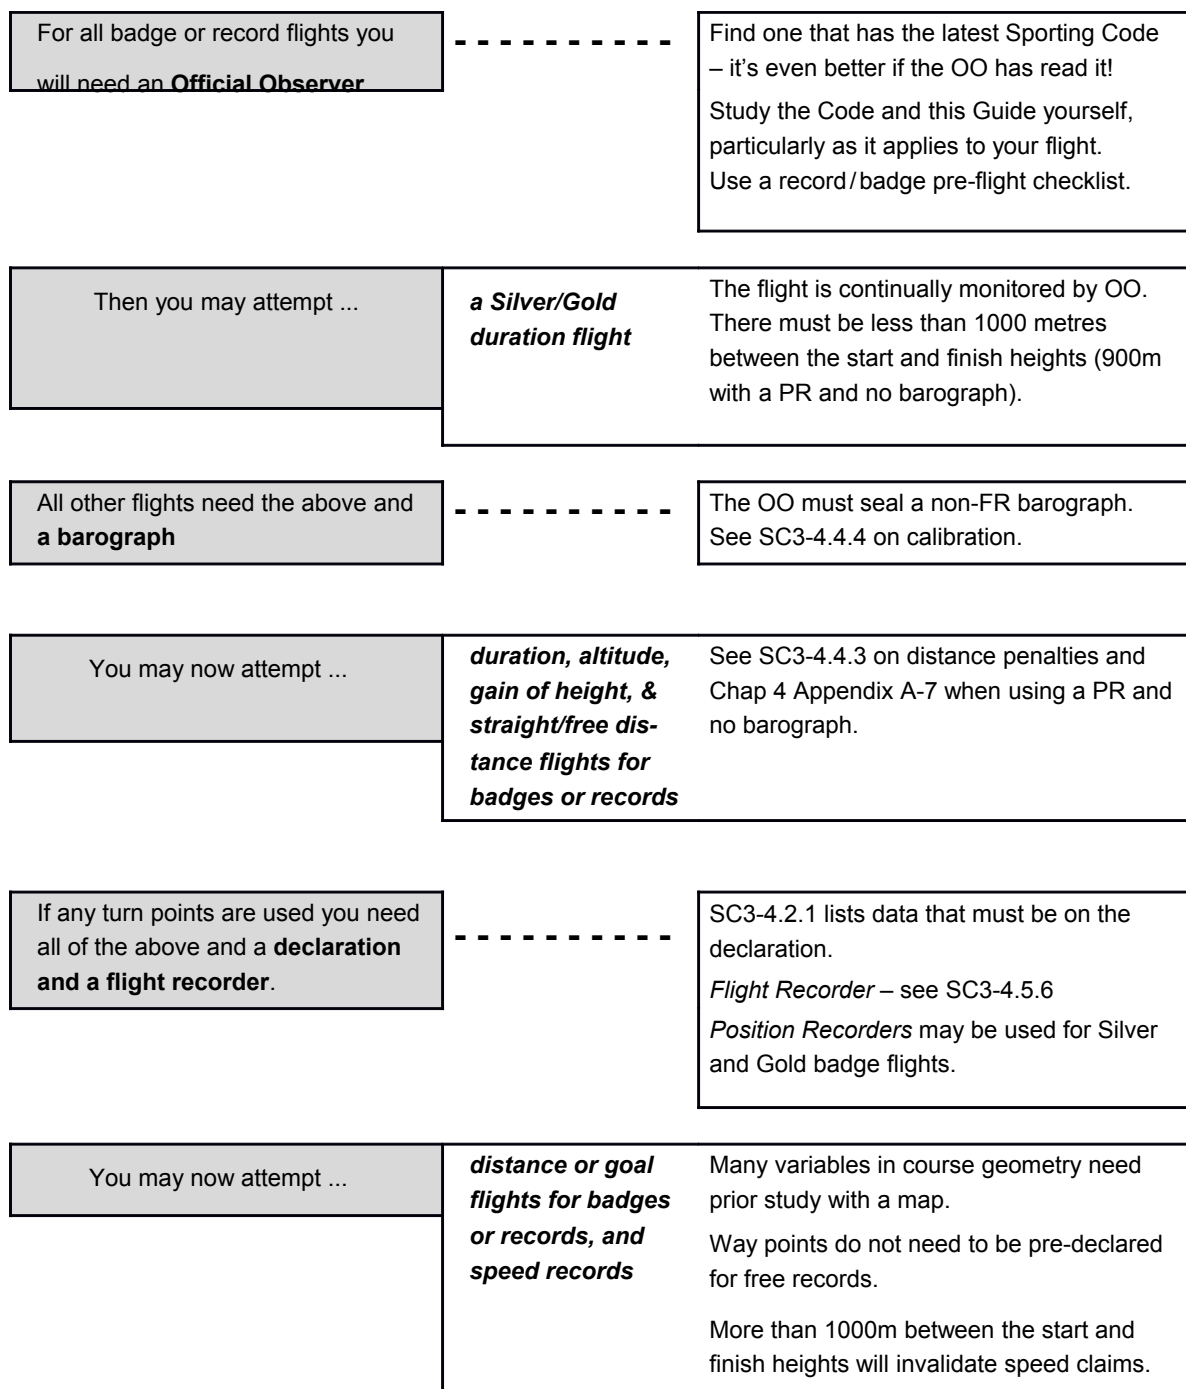 For all badge or record flights you
will need an Official Observer
- - - - - - - - - -
Find one that has the latest Sporting Code
– it's even better if the OO has read it!
Study the Code and this Guide yourself,
particularly as it applies to your flight.
Use a record/badge pre-flight checklist.
Then you may attempt ...
a Silver/Gold
duration flight
The flight is continually monitored by OO.
There must be less than 1000 metres
between the start and finish heights (900m
with a PR and no barograph).
All other flights need the above and
a barograph
- - - - - - - - - -
The OO must seal a non-FR barograph.
See SC3-4.4.4 on calibration.
You may now attempt ...
duration, altitude,
gain of height, &
straight/free dis-
tance flights for
badges or records
See SC3-4.4.3 on distance penalties and
Chap 4 Appendix A-7 when using a PR and
no barograph.
If any turn points are used you need
all of the above and a declaration
and a flight recorder.
- - - - - - - - - -
SC3-4.2.1 lists data that must be on the
declaration.
Flight Recorder – see SC3-4.5.6
Position Recorders may be used for Silver
and Gold badge flights.
You may now attempt ...
distance or goal
flights for badges
or records, and
speed records
Many variables in course geometry need
prior study with a map.
Way points do not need to be pre-declared
for free records.
More than 1000m between the start and
finish heights will invalidate speed claims.